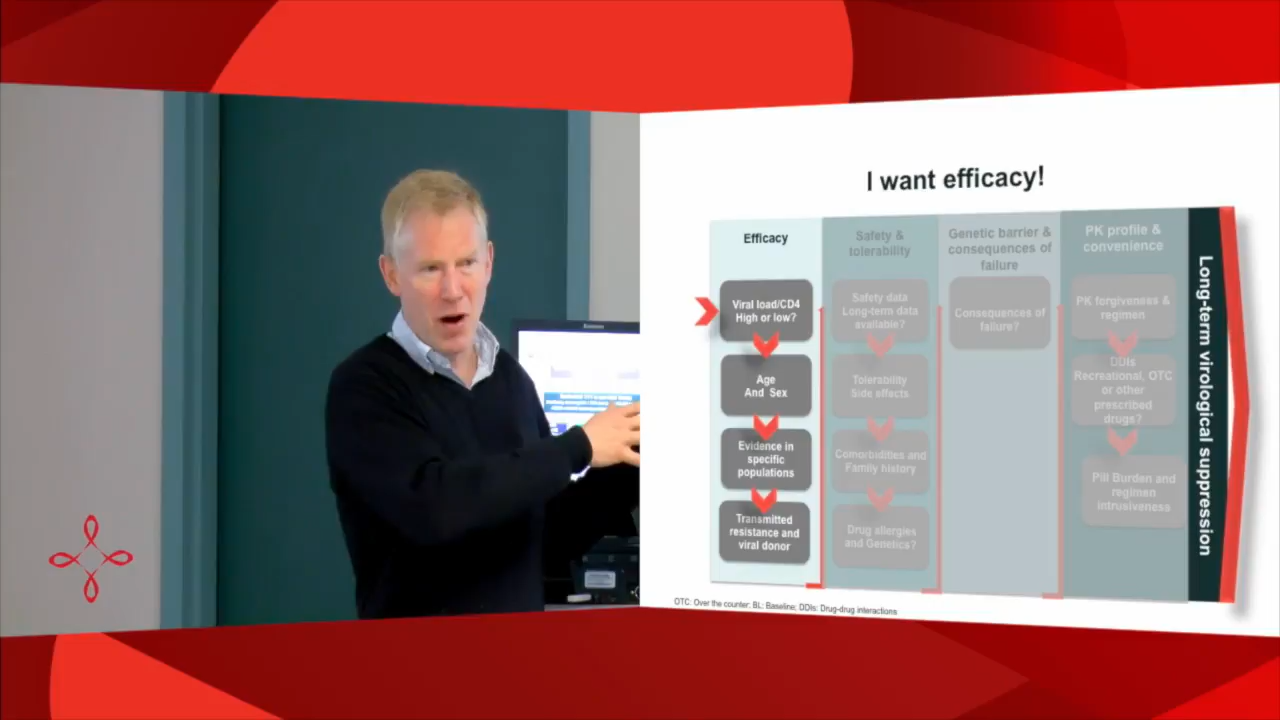 I want efficacy!
Efficacy
Viral load/CD4
High or low?
Age
And Sex
Evidence in
specific
populations
Transmitted
resistance and
viral donor
Safety &
tolerability
Safety data
Long-term data
available?
Tolerability
Side effects
Comorbidities and
Family history
Drug allergies
and Genetics?
Genetic barrier &
consequences of
failure
Consequences of
failure?
PK profile &
convenience
PK forgiveness &
regimen
DDIs
Recreational, OTC
or other
prescribed
drugs?
Pill Burden and
regimen
intrusiveness
Long-term virological suppression
OTC: Over the counter; BL: Baseline; DDIs: Drug-drug interactions